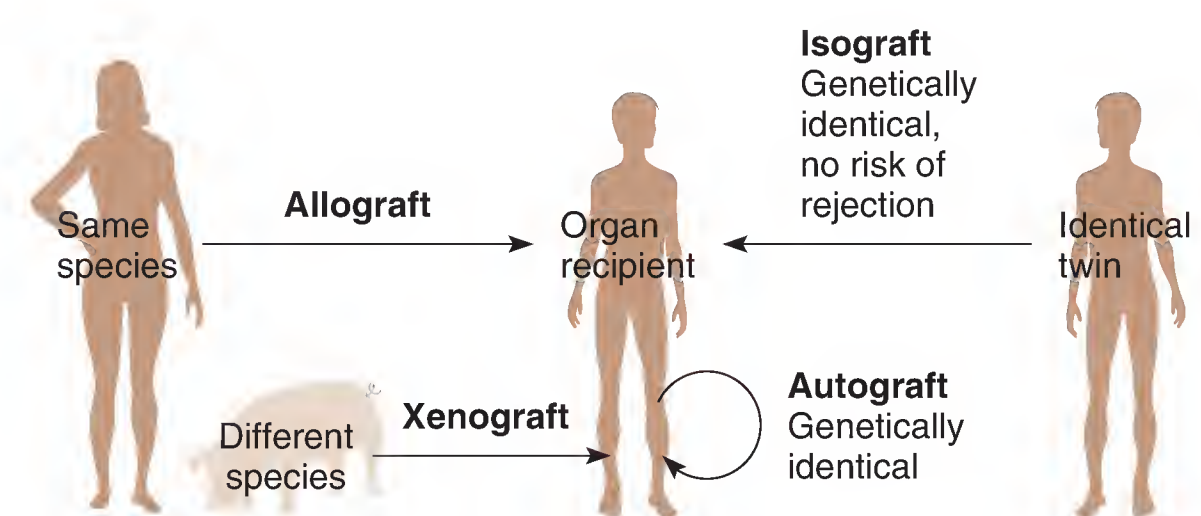 Isograft
Genetically
identical,
no risk of
rejection
Allograft
Same
species
Organ
recipient
Identical
twin
Xenograft
Different
species
Autograft
Genetically
identical